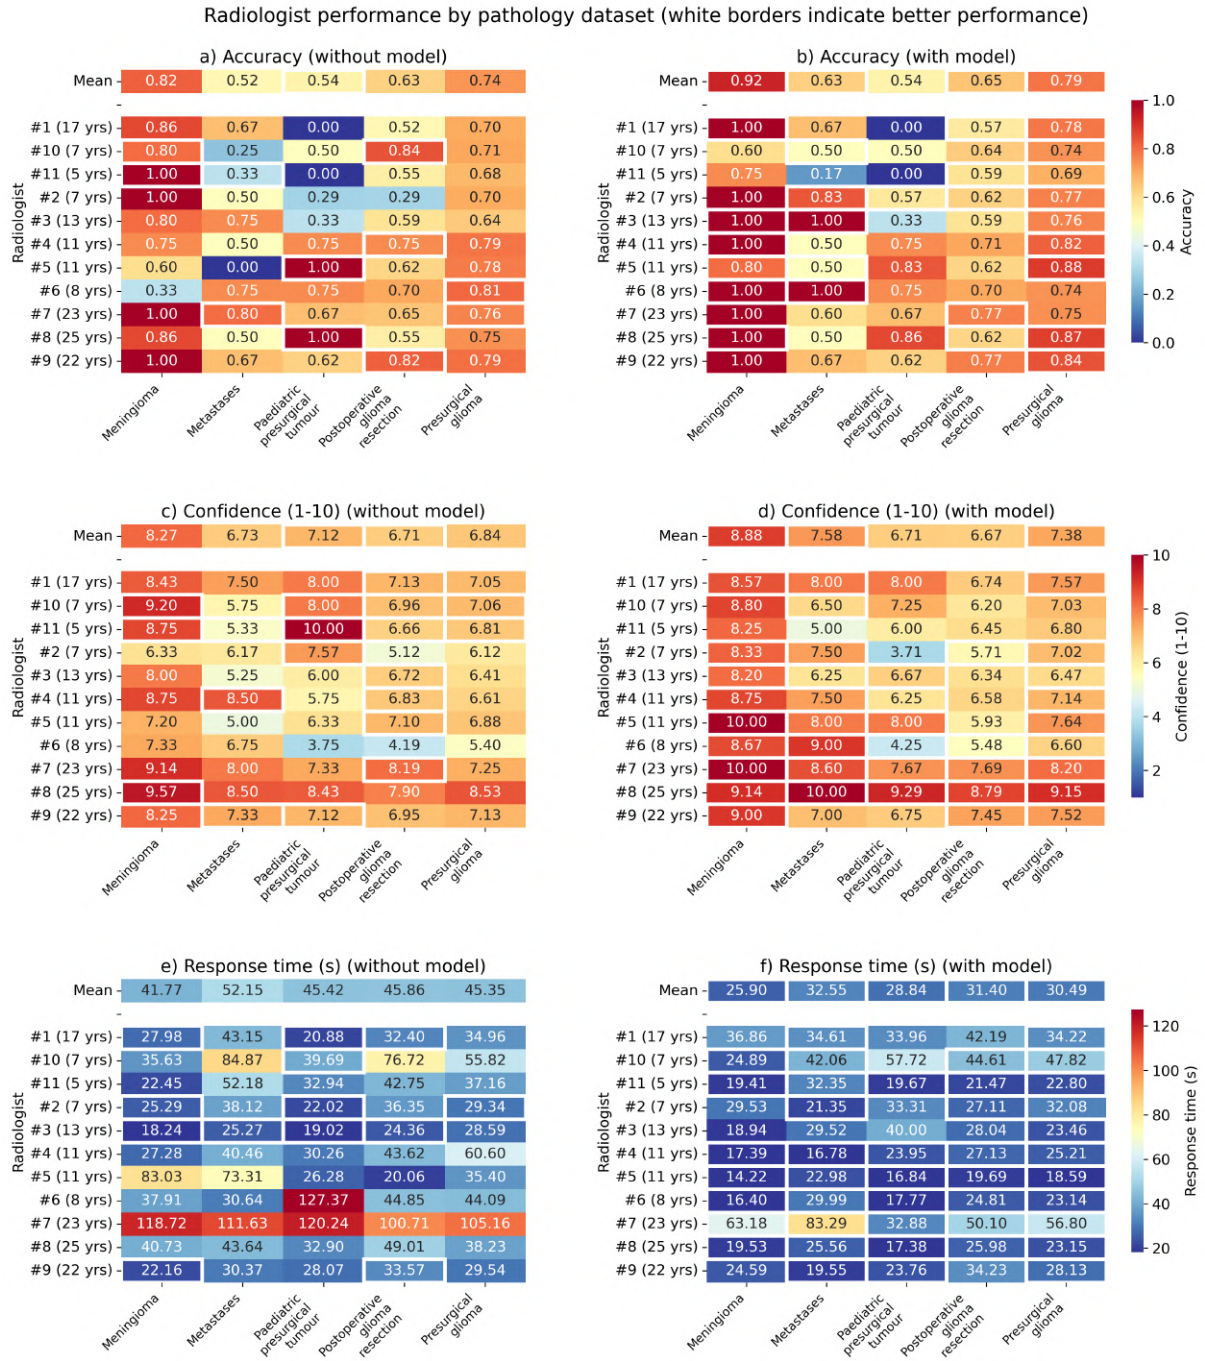 Radiologist performance by pathology dataset (white borders indicate better performance)
a) Accuracy (without model)
Mean 0.82 0.52 0.54 0.63 0.74
#1 (17 yrs) 0.86 0.67 0.00 0.52 0.70
#10 (7 yrs) 0.80 0.25 0.50 0.84 0.71
#11 (5 yrs) 1.00 0.33 0.00 0.55 0.68
#2 (7 yrs) 1.00 0.50 0.29 0.29 0.70
#3 (13 yrs) 0.80 0.75 0.33 0.59 0.64
#4 (11 yrs) 0.75 0.50 0.75 0.75 0.79
#5 (11 yrs) 0.60 0.00 1.00 0.62 0.78
#6 (8 yrs) 0.33 0.75 0.75 0.70 0.81
#7 (23 yrs) 1.00 0.80 0.67 0.65 0.76
#8 (25 yrs) 0.86 0.50 1.00 0.55 0.75
#9 (22 yrs) 1.00 0.67 0.62 0.82 0.79
Radiologist
Meningioma
Metastases
Paediatric
presurgical
tumour
Postoperative
glioma
resection
Presurgical
glioma
b) Accuracy (with model)
Mean 0.92 0.63 0.54 0.65 0.79
#1 (17 yrs) 1.00 0.67 0.00 0.57 0.78
#10 (7 yrs) 0.60 0.50 0.50 0.64 0.74
#11 (5 yrs) 0.75 0.17 0.00 0.59 0.69
#2 (7 yrs) 1.00 0.83 0.57 0.62 0.77
#3 (13 yrs) 1.00 1.00 0.33 0.59 0.76
#4 (11 yrs) 1.00 0.50 0.75 0.71 0.82
#5 (11 yrs) 0.80 0.50 0.83 0.62 0.88
#6 (8 yrs) 1.00 1.00 0.75 0.70 0.74
#7 (23 yrs) 1.00 0.60 0.67 0.77 0.75
#8 (25 yrs) 1.00 0.50 0.86 0.62 0.87
#9 (22 yrs) 1.00 0.67 0.62 0.77 0.84
Radiologist
Meningioma
Metastases
Paediatric
presurgical
tumour
Postoperative
glioma
resection
Presurgical
glioma
1.0
0.8
0.6
0.4
0.2
0.0
Accuracy
c) Confidence (1-10) (without model)
Mean 8.27 6.73 7.12 6.71 6.84
#1 (17 yrs) 8.43 7.50 8.00 7.13 7.05
#10 (7 yrs) 9.20 5.75 8.00 6.96 7.06
#11 (5 yrs) 8.75 5.33 10.00 6.66 6.81
#2 (7 yrs) 6.33 6.17 7.57 5.12 6.12
#3 (13 yrs) 8.00 5.25 6.00 6.72 6.41
#4 (11 yrs) 8.75 8.50 5.75 6.83 6.61
#5 (11 yrs) 7.20 5.00 6.33 7.10 6.88
#6 (8 yrs) 7.33 6.75 3.75 4.19 5.40
#7 (23 yrs) 9.14 8.00 7.33 8.19 7.25
#8 (25 yrs) 9.57 8.50 8.43 7.90 8.53
#9 (22 yrs) 8.25 7.33 7.12 6.95 7.13
Radiologist
Meningioma
Metastases
Paediatric
presurgical
tumour
Postoperative
glioma
resection
Presurgical
glioma
d) Confidence (1-10) (with model)
Mean 8.88 7.58 6.71 6.67 7.38
#1 (17 yrs) 8.57 8.00 8.00 6.74 7.57
#10 (7 yrs) 8.80 6.50 7.25 6.20 7.03
#11 (5 yrs) 8.25 5.00 6.00 6.45 6.80
#2 (7 yrs) 8.33 7.50 3.71 5.71 7.02
#3 (13 yrs) 8.20 6.25 6.67 6.34 6.47
#4 (11 yrs) 8.75 7.50 6.25 6.58 7.14
#5 (11 yrs) 10.00 8.00 8.00 5.93 7.64
#6 (8 yrs) 8.67 9.00 4.25 5.48 6.60
#7 (23 yrs) 10.00 8.60 7.67 7.69 8.20
#8 (25 yrs) 9.14 10.00 9.29 8.79 9.15
#9 (22 yrs) 9.00 7.00 6.75 7.45 7.52
Radiologist
Meningioma
Metastases
Paediatric
presurgical
tumour
Postoperative
glioma
resection
Presurgical
glioma
10
8
6
4
2
Confidence (1-10)
e) Response time (s) (without model)
Mean 41.77 52.15 45.42 45.86 45.35
#1 (17 yrs) 27.98 43.15 20.88 32.40 34.96
#10 (7 yrs) 35.63 84.87 39.69 76.72 55.82
#11 (5 yrs) 22.45 52.18 32.94 42.75 37.16
#2 (7 yrs) 25.29 38.12 22.02 36.35 29.34
#3 (13 yrs) 18.24 25.27 19.02 24.36 28.59
#4 (11 yrs) 27.28 40.46 30.26 43.62 60.60
#5 (11 yrs) 83.03 73.31 26.28 20.06 35.40
#6 (8 yrs) 37.91 30.64 127.37 44.85 44.09
#7 (23 yrs) 118.72 111.63 120.24 100.71 105.16
#8 (25 yrs) 40.73 43.64 32.90 49.01 38.23
#9 (22 yrs) 22.16 30.37 28.07 33.57 29.54
Radiologist
Meningioma
Metastases
Paediatric
presurgical
tumour
Postoperative
glioma
resection
Presurgical
glioma
f) Response time (s) (with model)
Mean 25.90 32.55 28.84 31.40 30.49
#1 (17 yrs) 36.86 34.61 33.96 42.19 34.22
#10 (7 yrs) 24.89 42.06 57.72 44.61 47.82
#11 (5 yrs) 19.41 32.35 19.67 21.47 22.80
#2 (7 yrs) 29.53 21.35 33.31 27.11 32.08
#3 (13 yrs) 18.94 29.52 40.00 28.04 23.46
#4 (11 yrs) 17.39 16.78 23.95 27.13 25.21
#5 (11 yrs) 14.22 22.98 16.84 19.69 18.59
#6 (8 yrs) 16.40 29.99 17.77 24.81 23.14
#7 (23 yrs) 63.18 83.29 32.88 50.10 56.80
#8 (25 yrs) 19.53 25.56 17.38 25.98 23.15
#9 (22 yrs) 24.59 19.55 23.76 34.23 28.13
Radiologist
Meningioma
Metastases
Paediatric
presurgical
tumour
Postoperative
glioma
resection
Presurgical
glioma
120
100
80
60
40
20
Response time (s)